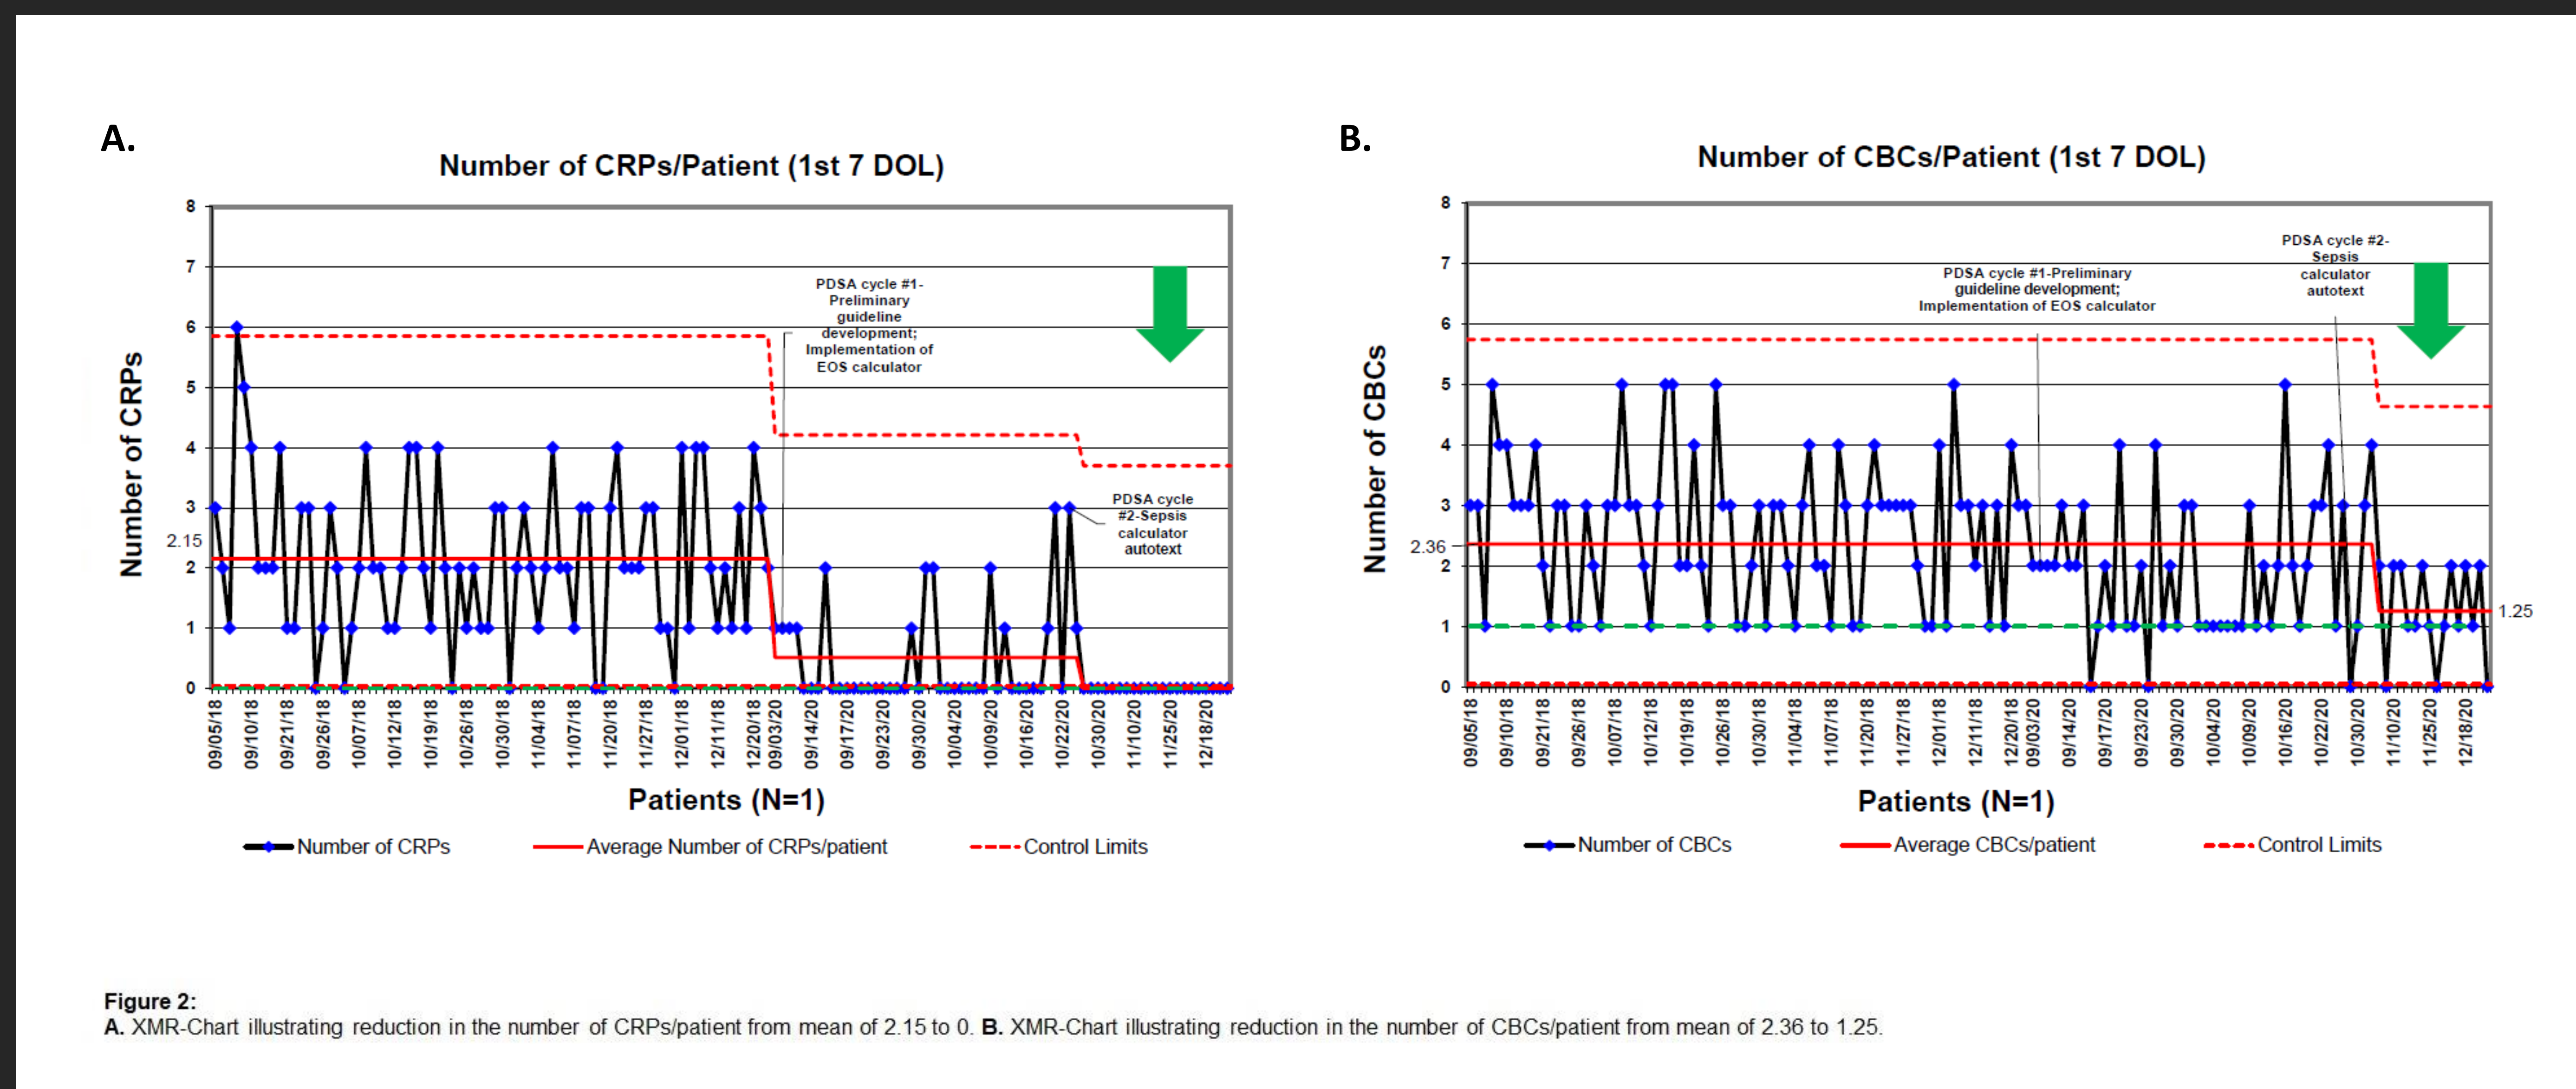 A.
Number of CRPs/Patient (1st 7 DOL)
Number of CRPs
8
7
6
5
4
3
2.15
2
1
0
PDSA cycle #1-
Preliminary
guideline
development;
Implementation of
EOS calculator
PDSA cycle
#2-Sepsis
calculator
autotext
09/05/18
09/10/18
09/21/18
09/26/18
10/07/18
10/12/18
10/19/18
10/26/18
10/30/18
11/04/18
11/07/18
11/20/18
11/27/18
12/01/18
12/11/18
12/20/18
09/03/20
09/14/20
09/17/20
09/23/20
09/30/20
10/04/20
10/09/20
10/16/20
10/22/20
10/30/20
11/10/20
11/25/20
12/18/20
Patients (N=1)
Number of CRPs
Average Number of CRPs/patient
Control Limits
B.
Number of CBCs/Patient (1st 7 DOL)
Number of CBCs
8
7
6
5
4
3
2.36
2
1
0
PDSA cycle #1-Preliminary
guideline development;
Implementation of EOS calculator
PDSA cycle #2-
Sepsis
calculator
autotext
1.25
09/05/18
09/10/18
09/21/18
09/26/18
10/07/18
10/12/18
10/19/18
10/26/18
10/30/18
11/04/18
11/07/18
11/20/18
11/27/18
12/01/18
12/11/18
12/20/18
09/03/20
09/14/20
09/17/20
09/23/20
09/30/20
10/04/20
10/09/20
10/16/20
10/22/20
10/30/20
11/10/20
11/25/20
12/18/20
Patients (N=1)
Number of CBCs
Average CBCs/patient
Control Limits
Figure 2:
A. XMR-Chart illustrating reduction in the number of CRPs/patient from mean of 2.15 to 0. B. XMR-Chart illustrating reduction in the number of CBCs/patient from mean of 2.36 to 1.25.